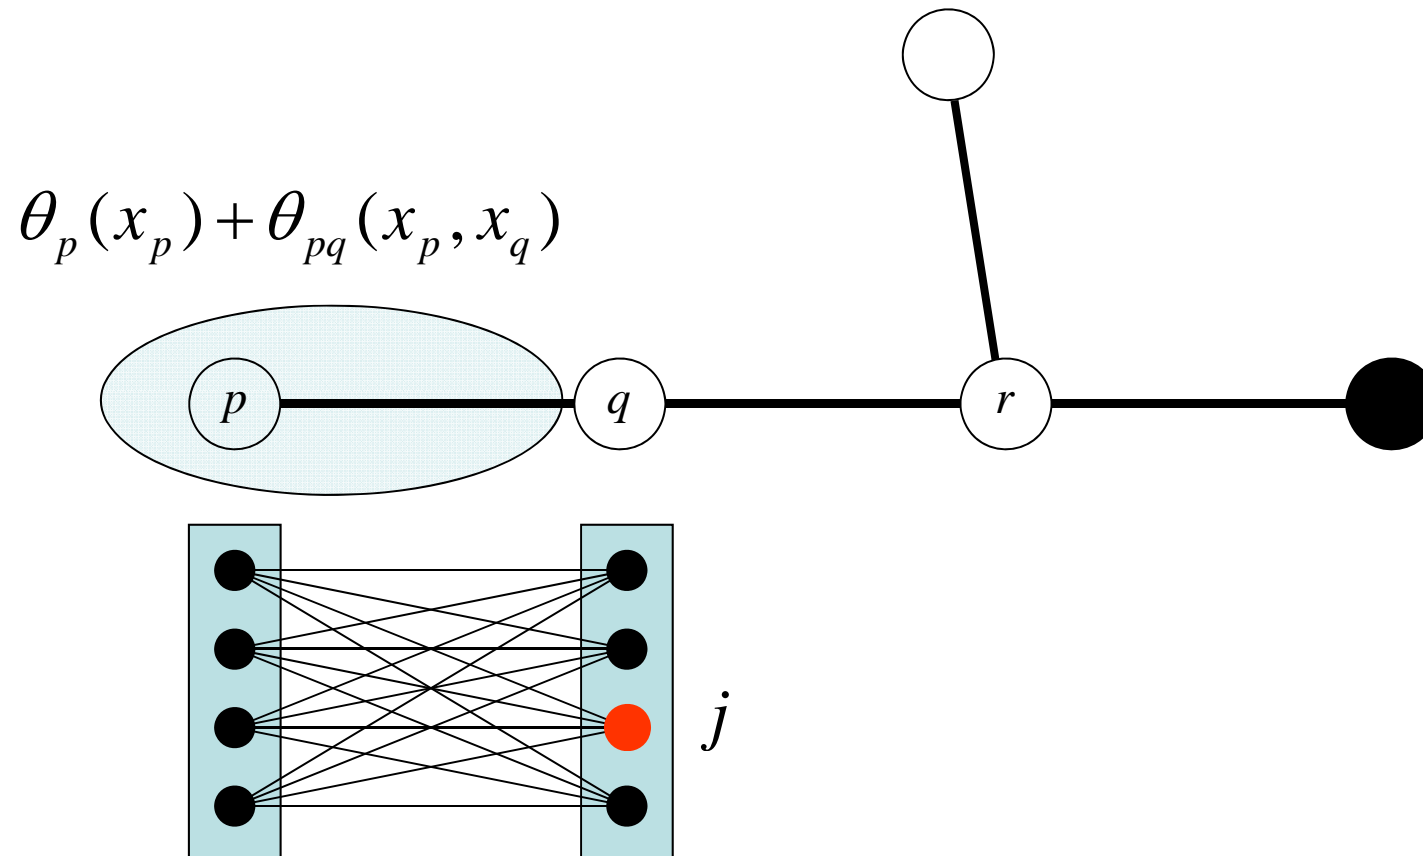 θ_p(x_p) + θ_pq(x_p, x_q)
p q r
j